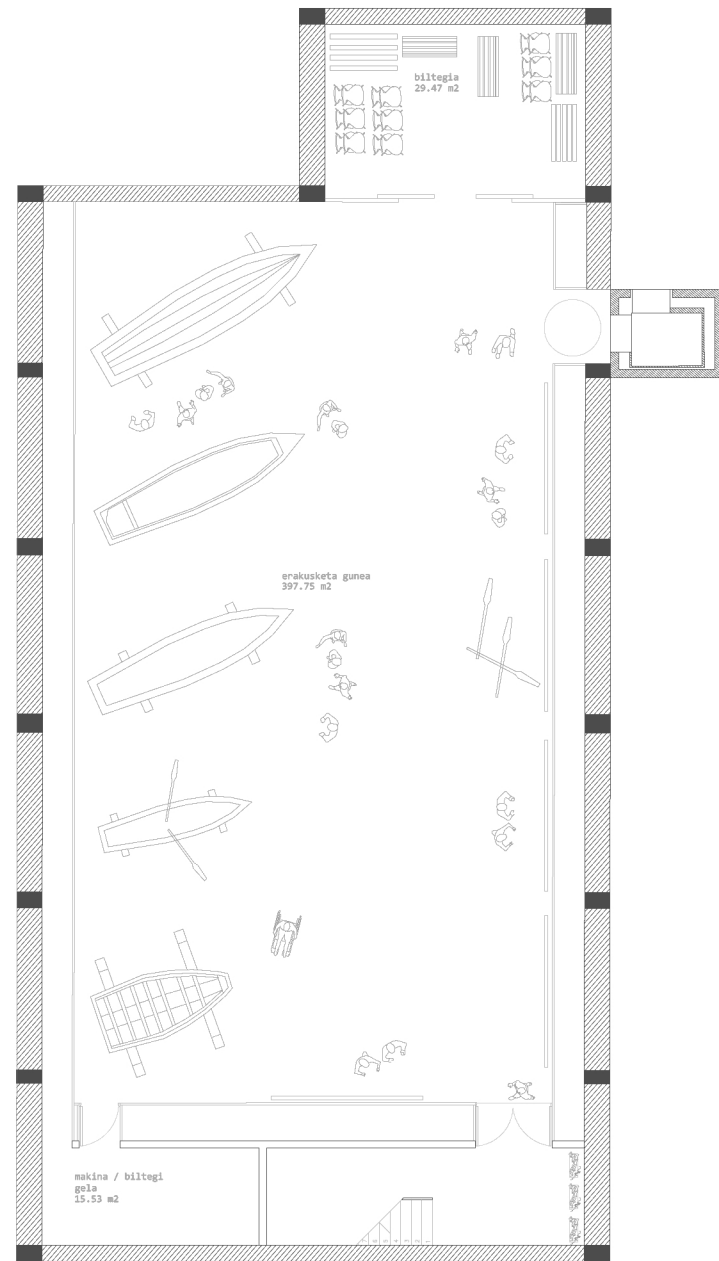 biltegia
29.47 m2
erakusketa gunea
397.75 m2
makina / biltegi
gela
15.53 m2